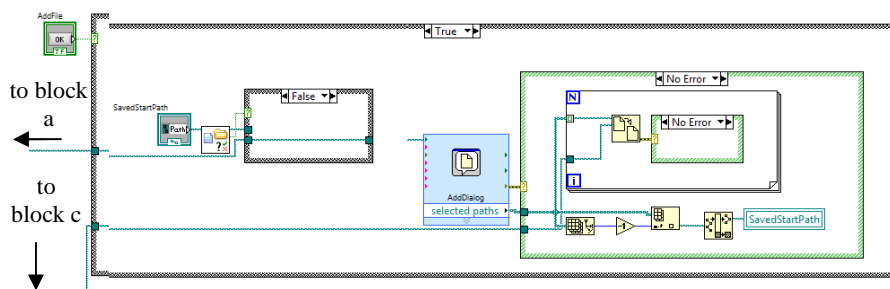 AddFile
OK
TF
True
to block
a
SavedStartPath
Path
False
?
No Error
N
No Error
i
AddDialog
selected paths
-1
SavedStartPath
to
block c